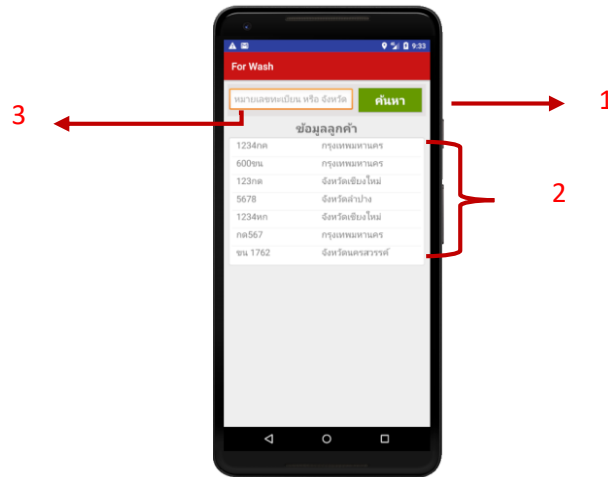 9:33
For Wash
หมายเลขทะเบียน หรือ จังหวัด ค้นหา
ข้อมูลลูกค้า
1234กด กรุงเทพมหานคร
600ขน กรุงเทพมหานคร
123กด จังหวัดเชียงใหม่
5678 จังหวัดลำปาง
1234หก จังหวัดเชียงใหม่
กด567 กรุงเทพมหานคร
ขน 1762 จังหวัดนครสวรรค์
1
2
3